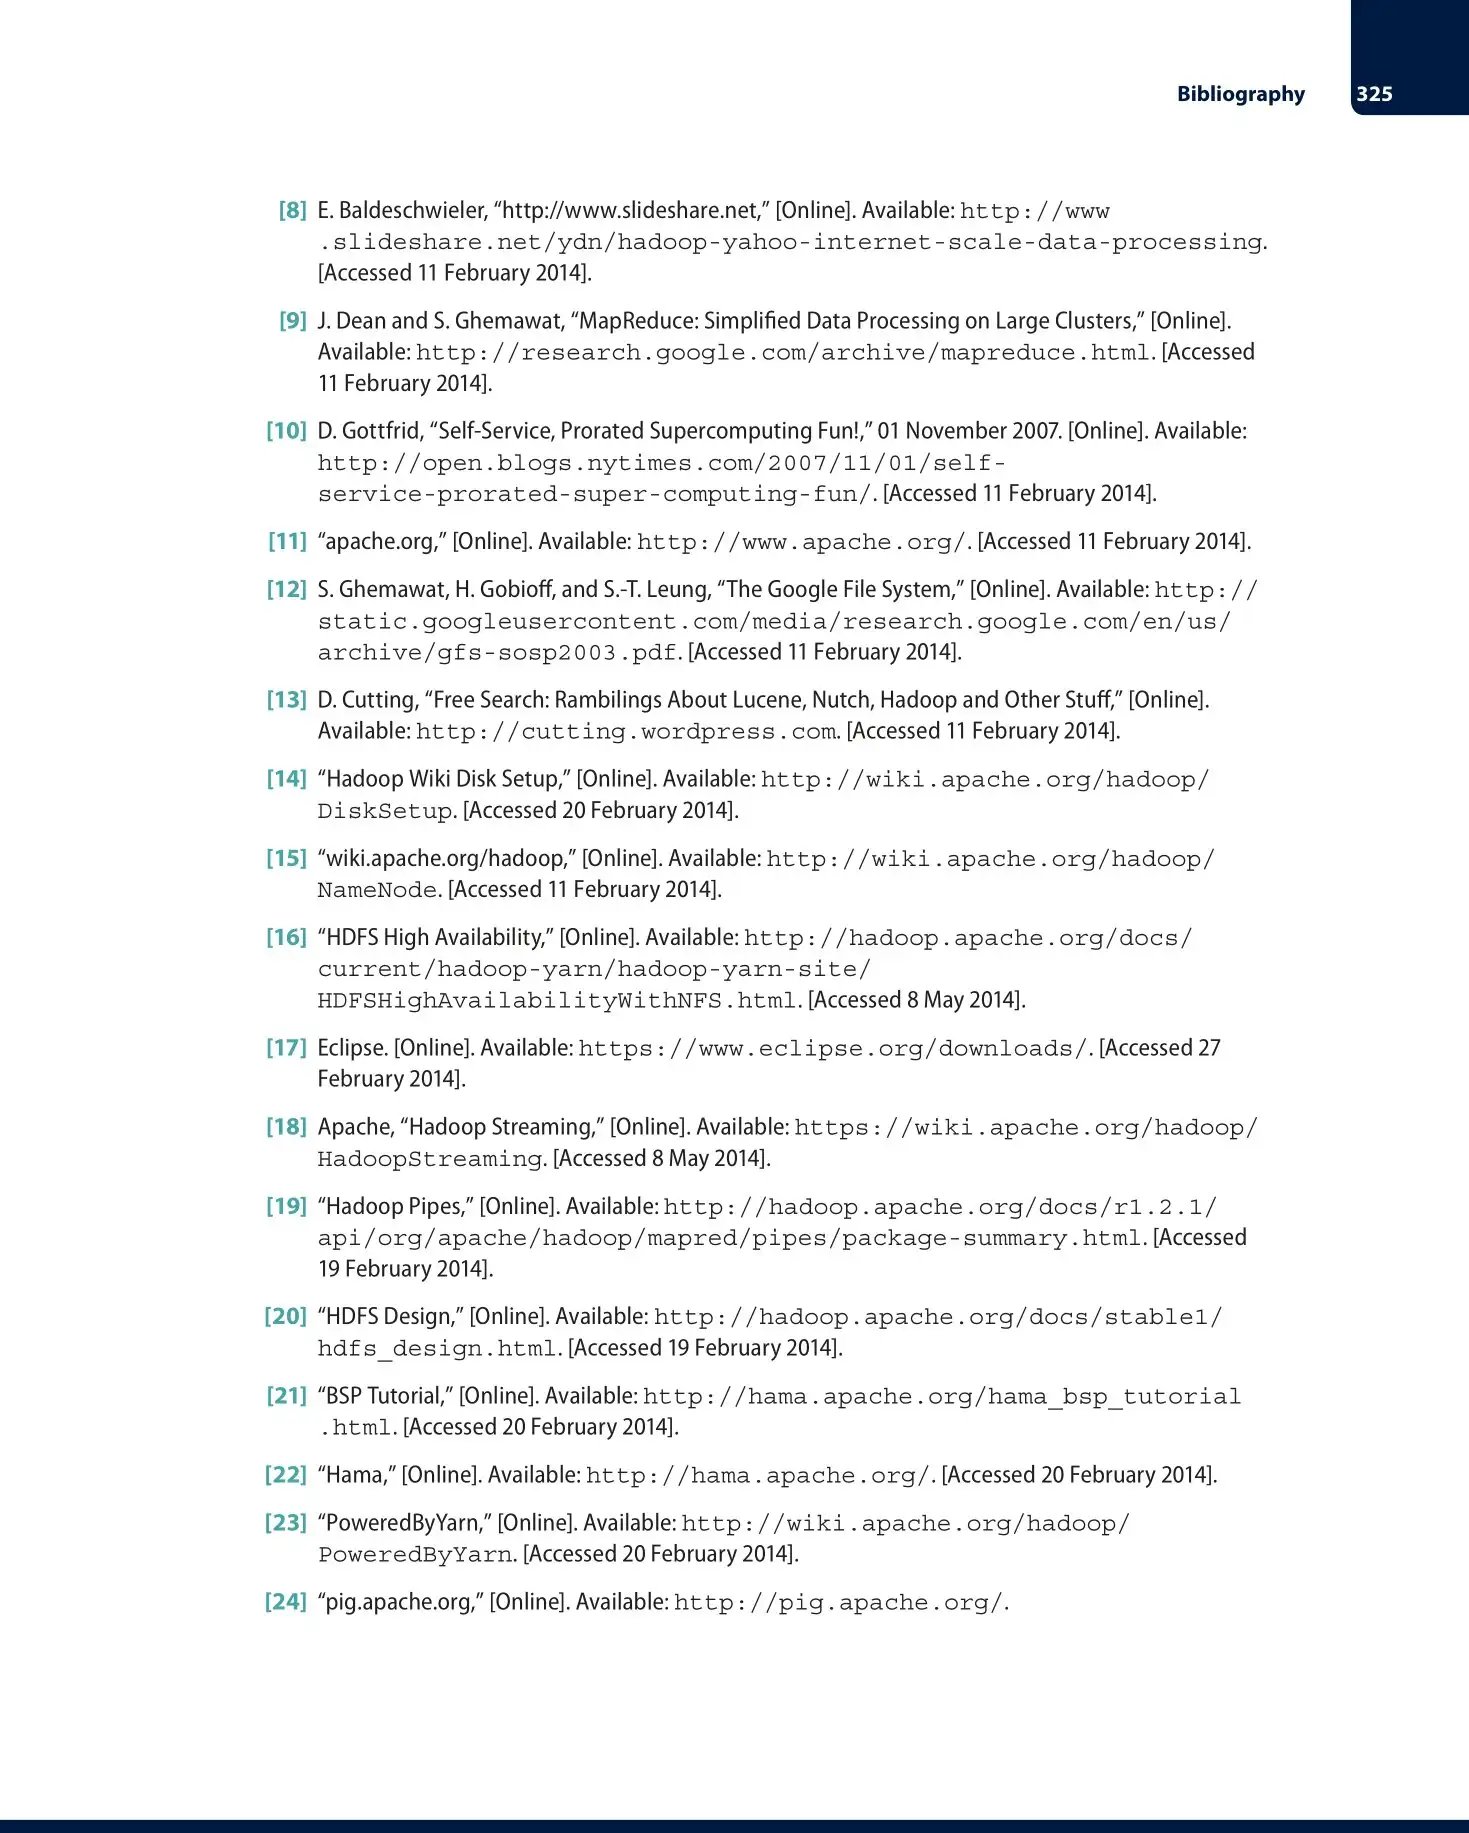 Bibliography 325
[8] E. Baldeschwieler, “http://www.slideshare.net,” [Online]. Available: http://www
.slideshare.net/ydn/hadoop-yahoo-internet-scale-data-processing.
[Accessed 11 February 2014].
[9] J. Dean and S. Ghemawat, “MapReduce: Simplified Data Processing on Large Clusters,” [Online].
Available: http://research.google.com/archive/mapreduce.html. [Accessed
11 February 2014].
[10] D. Gottfrid, “Self-Service, Prorated Supercomputing Fun!,” 01 November 2007. [Online]. Available:
http://open.blogs.nytimes.com/2007/11/01/self-
service-prorated-super-computing-fun/. [Accessed 11 February 2014].
[11] “apache.org,” [Online]. Available: http://www.apache.org/. [Accessed 11 February 2014].
[12] S. Ghemawat, H. Gobioff, and S.-T. Leung, “The Google File System,” [Online]. Available: http://
static.googleusercontent.com/media/research.google.com/en/us/
archive/gfs-sosp2003.pdf. [Accessed 11 February 2014].
[13] D. Cutting, “Free Search: Rambilings About Lucene, Nutch, Hadoop and Other Stuff,” [Online].
Available: http://cutting.wordpress.com. [Accessed 11 February 2014].
[14] “Hadoop Wiki Disk Setup,” [Online]. Available: http://wiki.apache.org/hadoop/
DiskSetup. [Accessed 20 February 2014].
[15] “wiki.apache.org/hadoop,” [Online]. Available: http://wiki.apache.org/hadoop/
NameNode. [Accessed 11 February 2014].
[16] “HDFS High Availability,” [Online]. Available: http://hadoop.apache.org/docs/
current/hadoop-yarn/hadoop-yarn-site/
HDFSHighAvailabilityWithNFS.html. [Accessed 8 May 2014].
[17] Eclipse. [Online]. Available: https://www.eclipse.org/downloads/. [Accessed 27
February 2014].
[18] Apache, “Hadoop Streaming,” [Online]. Available: https://wiki.apache.org/hadoop/
HadoopStreaming. [Accessed 8 May 2014].
[19] “Hadoop Pipes,” [Online]. Available: http://hadoop.apache.org/docs/r1.2.1/
api/org/apache/hadoop/mapred/pipes/package-summary.html. [Accessed
19 February 2014].
[20] “HDFS Design,” [Online]. Available: http://hadoop.apache.org/docs/stable1/
hdfs_design.html. [Accessed 19 February 2014].
[21] “BSP Tutorial,” [Online]. Available: http://hama.apache.org/hama_bsp_tutorial
.html. [Accessed 20 February 2014].
[22] “Hama,” [Online]. Available: http://hama.apache.org/. [Accessed 20 February 2014].
[23] “PoweredByYarn,” [Online]. Available: http://wiki.apache.org/hadoop/
PoweredByYarn. [Accessed 20 February 2014].
[24] “pig.apache.org,” [Online]. Available: http://pig.apache.org/.